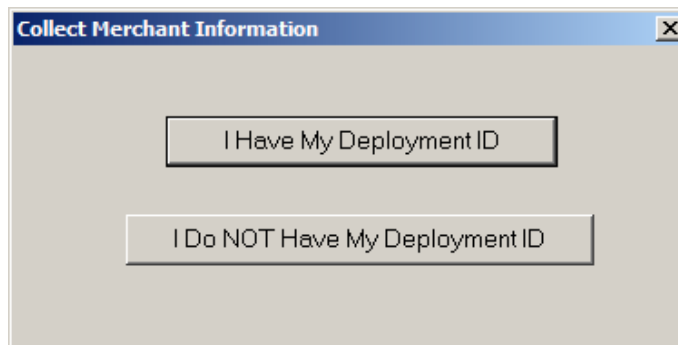 Collect Merchant Information
I Have My Deployment ID
I Do NOT Have My Deployment ID